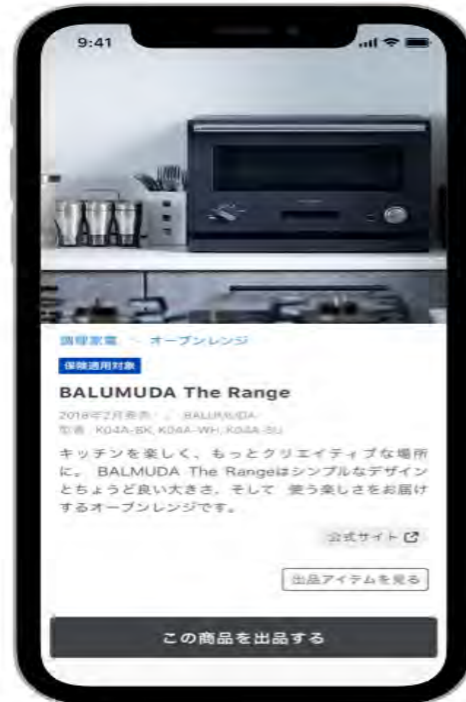 9:41
調理家電 > オーブンレンジ
保険適用対象
BALUMUDA The Range
2018年2月発売 BALUMUDA
型番 K04A-BK, K04A-WH, K04A-SU
キッチンを楽しく、もっとクリエイティブな場所
に。 BALMUDA The Rangeはシンプルなデザイン
とちょうど良い大きさ、そして 使う楽しさをお届け
するオーブンレンジです。
公式サイト
出品アイテムを見る
この商品を出品する